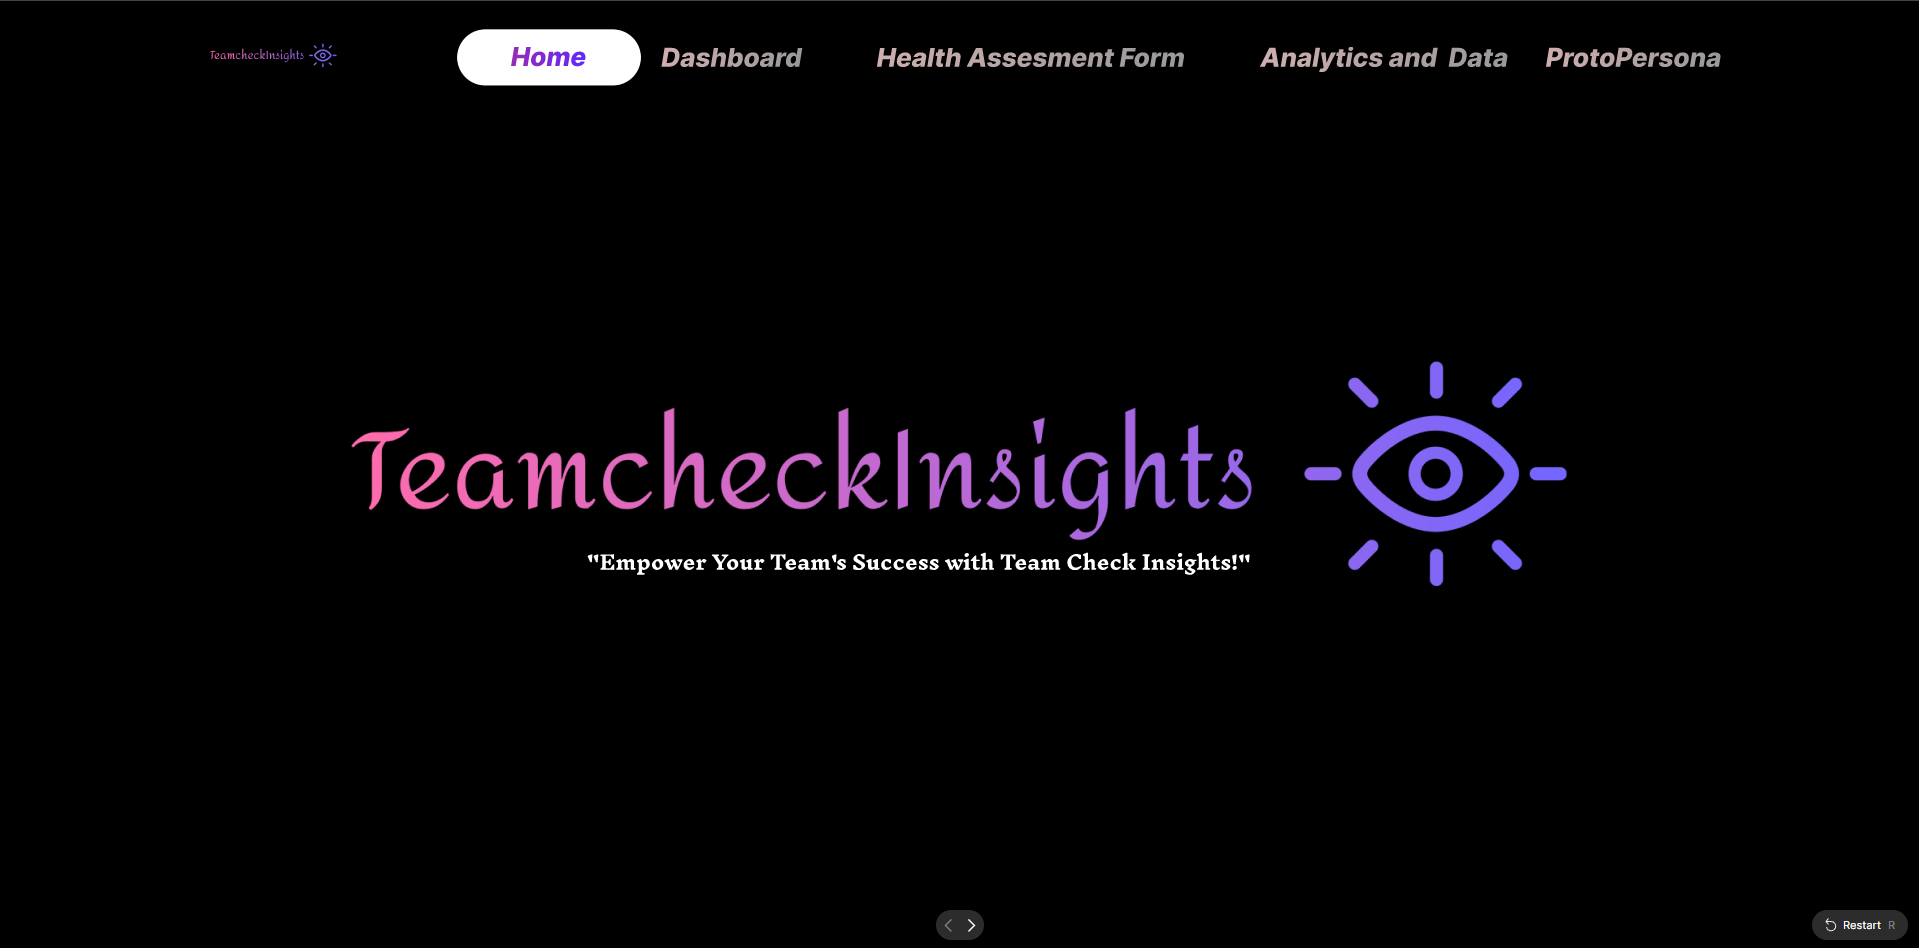 TeamcheckInsights
Home
Dashboard
Health Assesment Form
Analytics and Data
ProtoPersona
TeamcheckInsights
"Empower Your Team's Success with Team Check Insights!"
Restart R